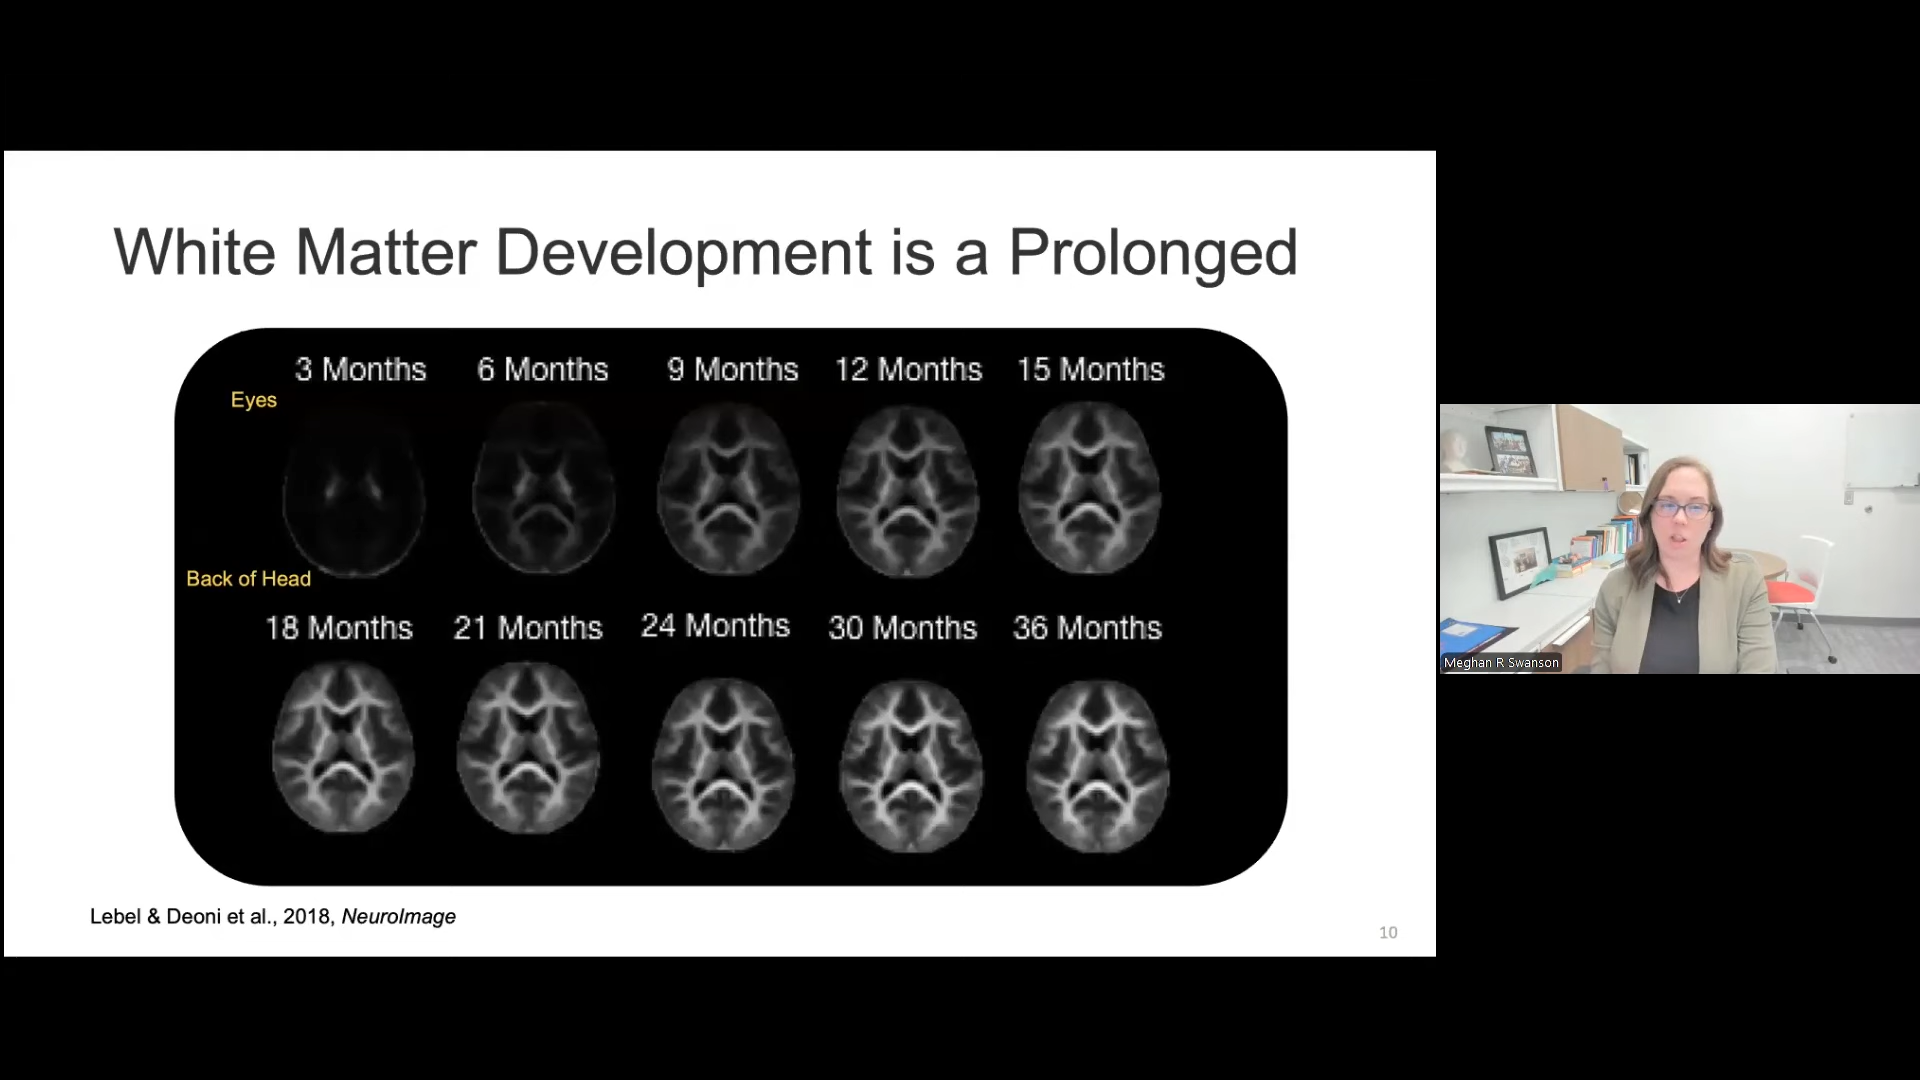 White Matter Development is a Prolonged
3 Months 6 Months 9 Months 12 Months 15 Months
Eyes
Back of Head
18 Months 21 Months 24 Months 30 Months 36 Months
Lebel & Deoni et al., 2018, NeuroImage
10
Meghan R Swanson